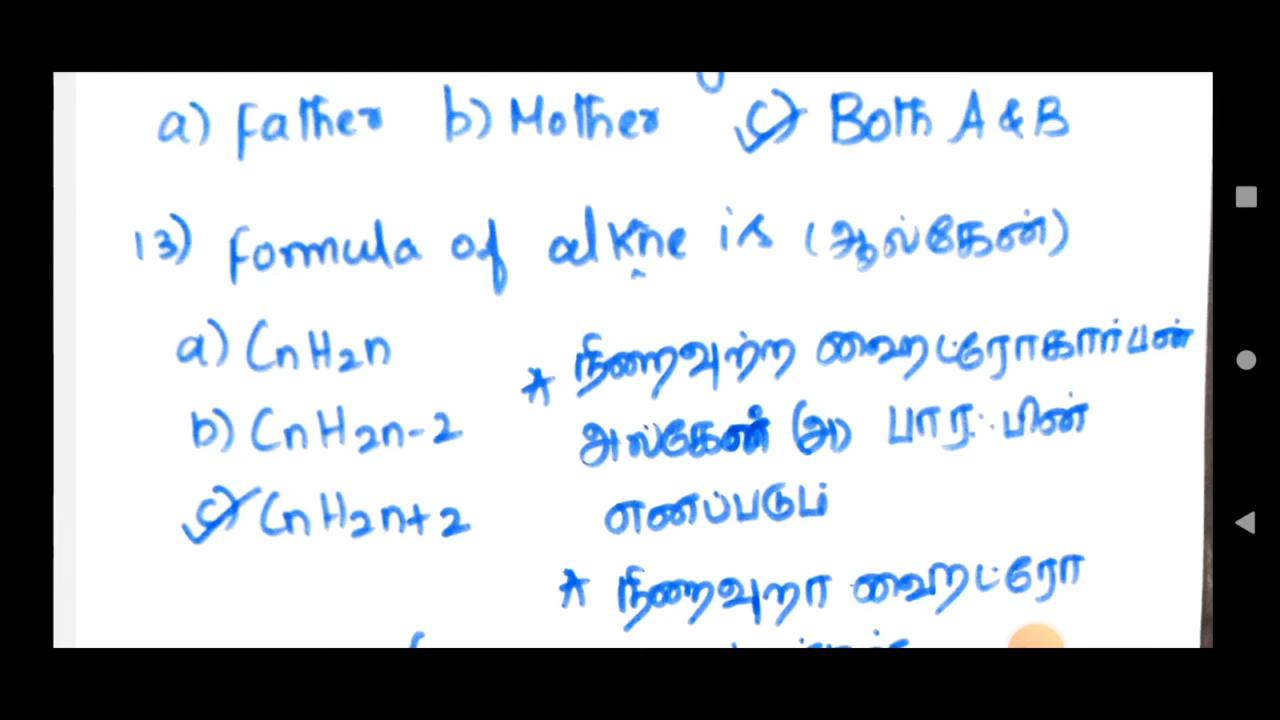 a) Father b) Mother c) Both A & B
13) Formula of alkne is (ஆல்கேன்)
a) CnH2n
* நிறைவுற்ற ஹைட்ரோகார்பன்
b) CnH2n-2
அல்கேன் (அ) பாரஃபின்
c) CnH2n+2
எனப்படும்
* நிறைவுறா ஹைட்ரோ